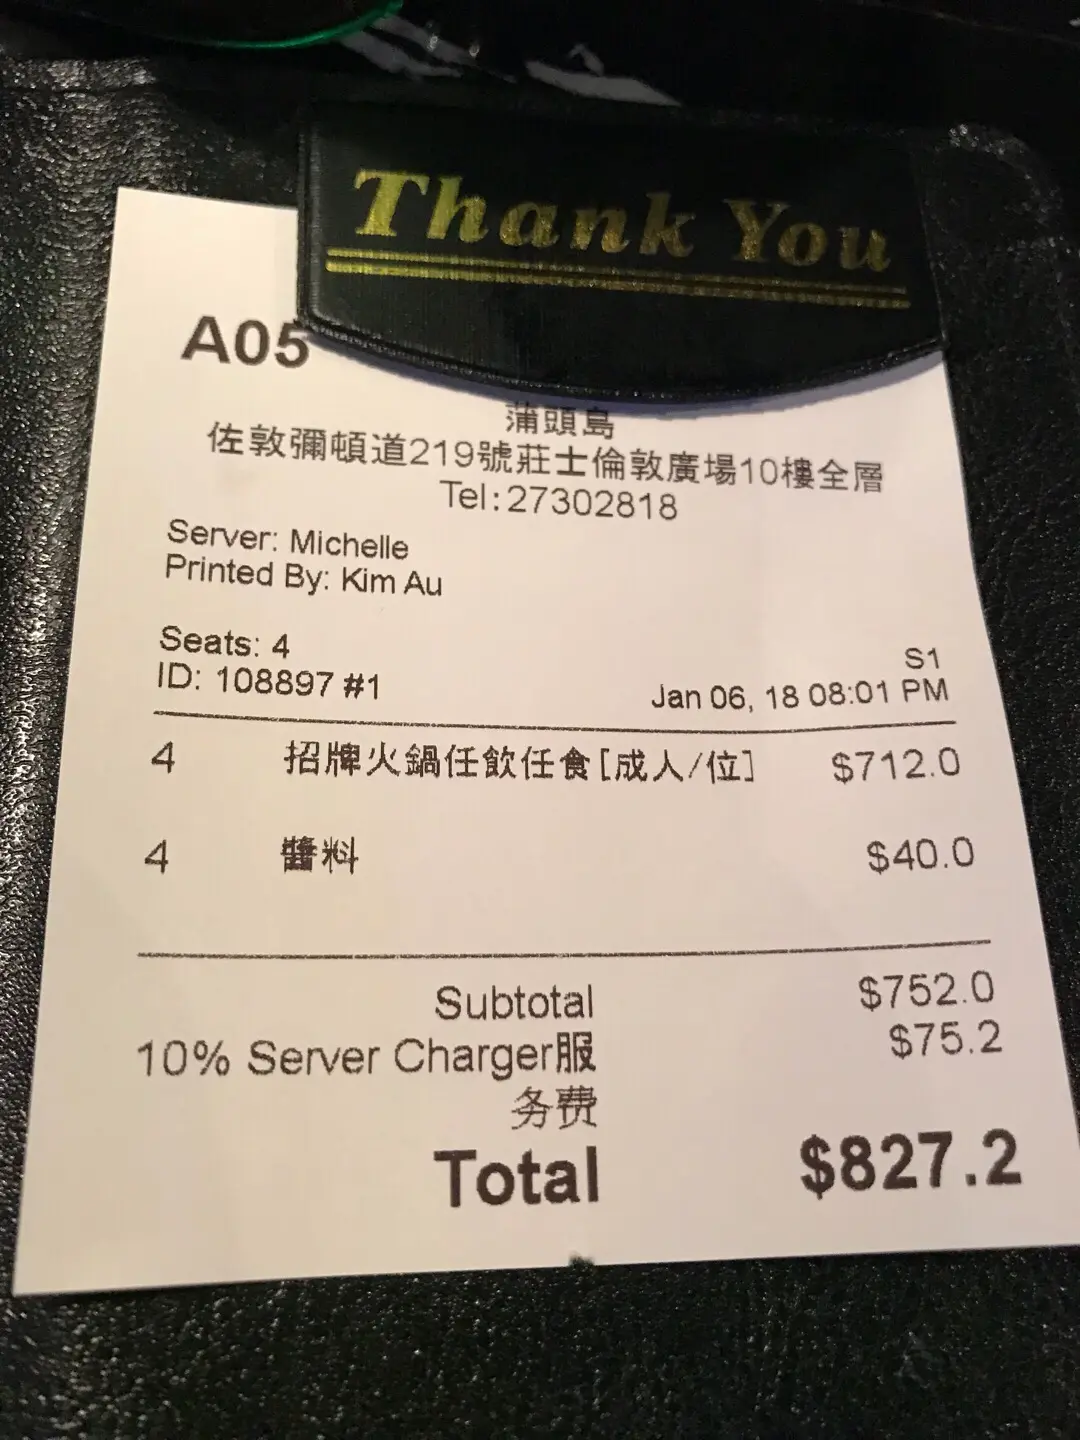 Thank You
A05
蒲頭島
佐敦彌頓道219號莊士倫敦廣場10樓全層
Tel:27302818
Server: Michelle
Printed By: Kim Au
Seats: 4
S1
ID: 108897 #1 Jan 06, 18 08:01 PM
4 招牌火鍋任飲任食[成人/位] $712.0
4 醬料 $40.0
Subtotal $752.0
10% Server Charger服 $75.2
务费
Total $827.2